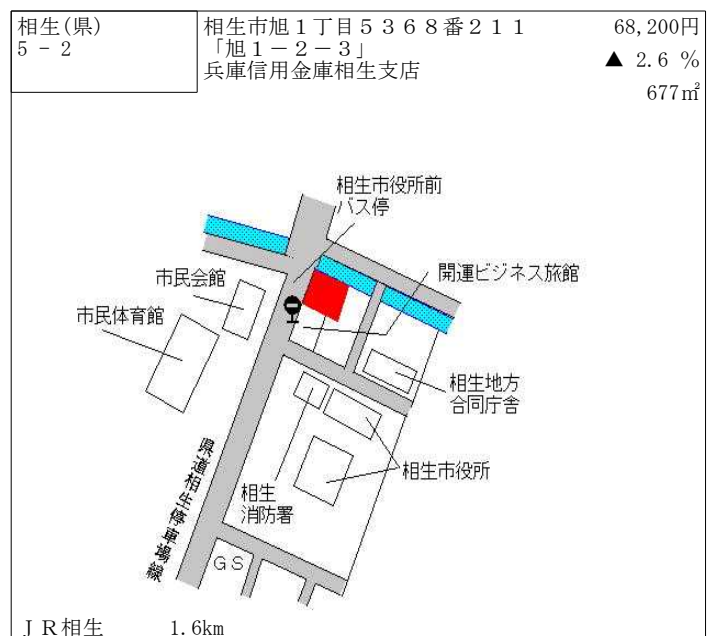 相生(県)
5 - 2
相生市旭１丁目５３６８番２１１
「旭１－２－３」
兵庫信用金庫相生支店
68,200円
▲ 2.6 %
677㎡
相生市役所前
バス停
開運ビジネス旅館
市民会館
市民体育館
相生地方
合同庁舎
相生市役所
相生
消防署
県道相生停車場線
ＧＳ
ＪＲ相生 1.6km